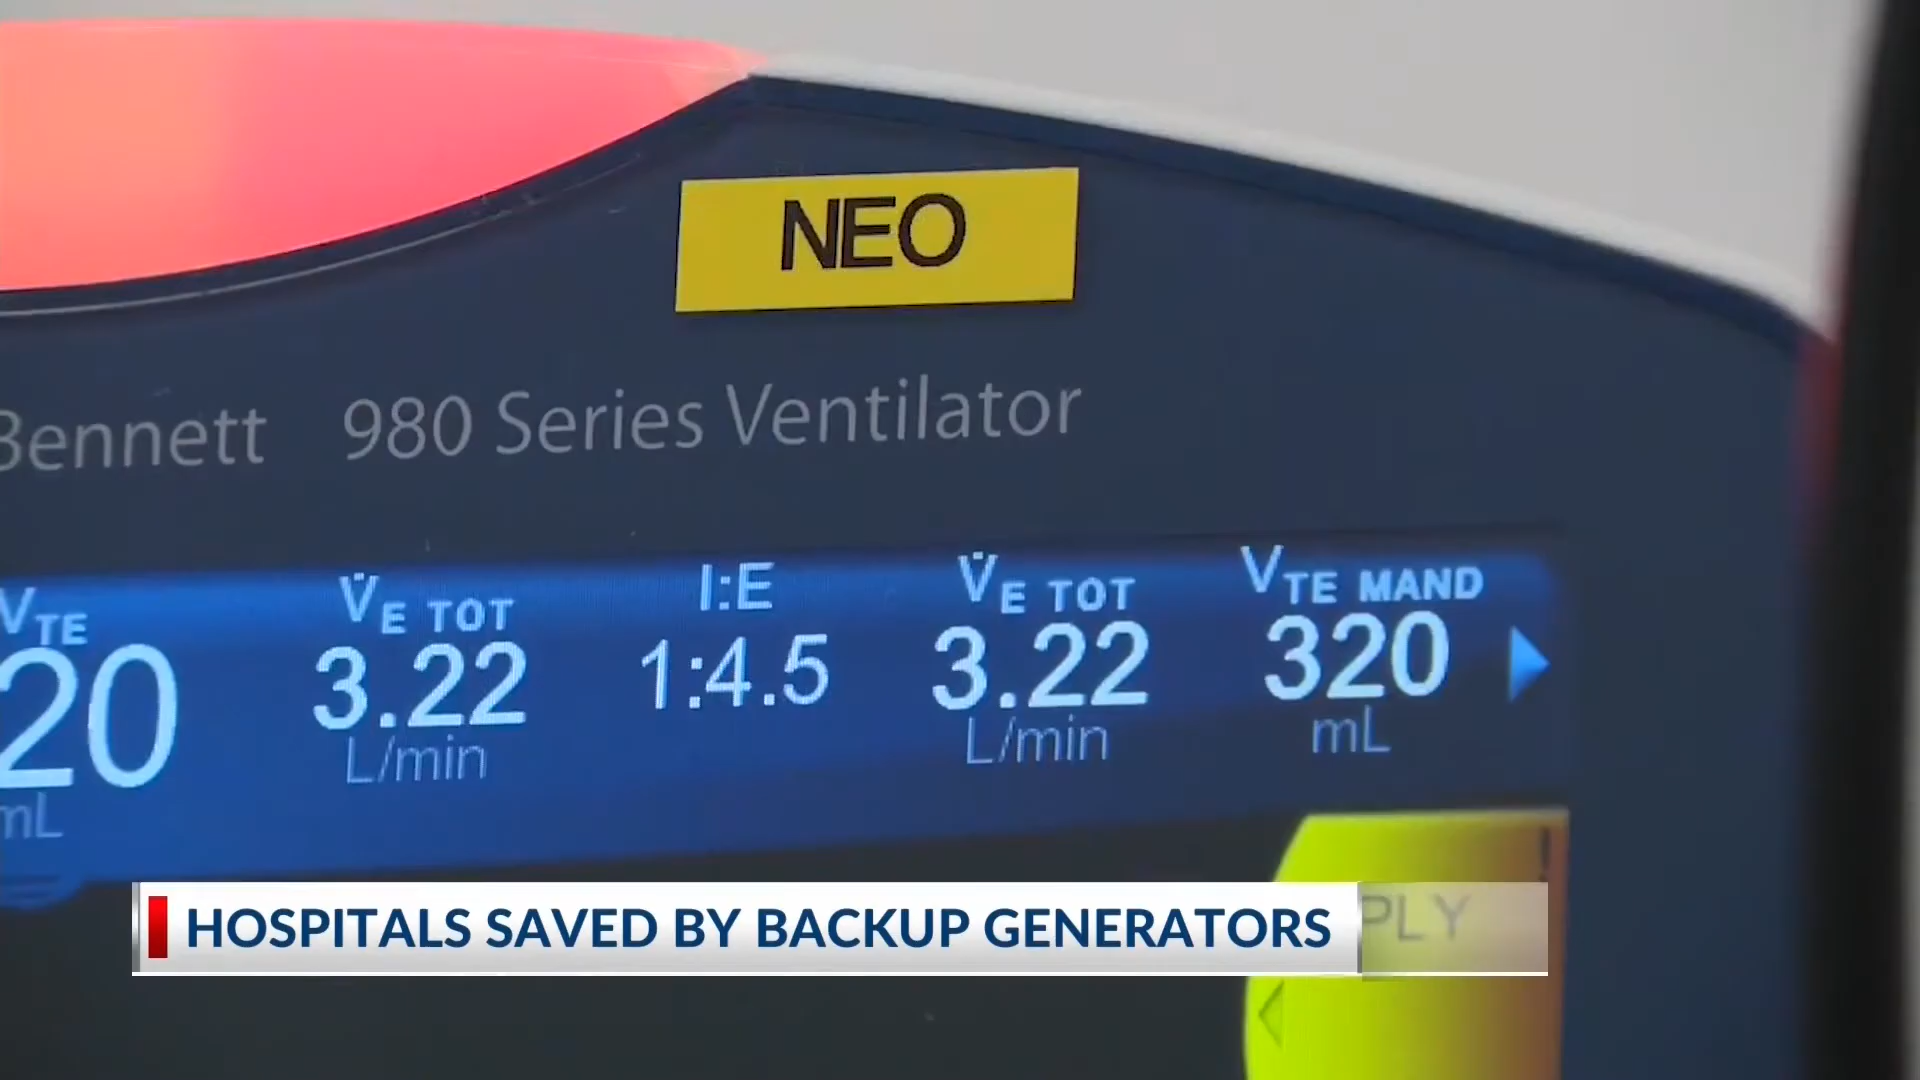 NEO
Bennett 980 Series Ventilator
VTE V̇E TOT I:E V̇E TOT VTE MAND
20 3.22 1:4.5 3.22 320
mL L/min L/min mL
!
PLY
HOSPITALS SAVED BY BACKUP GENERATORS